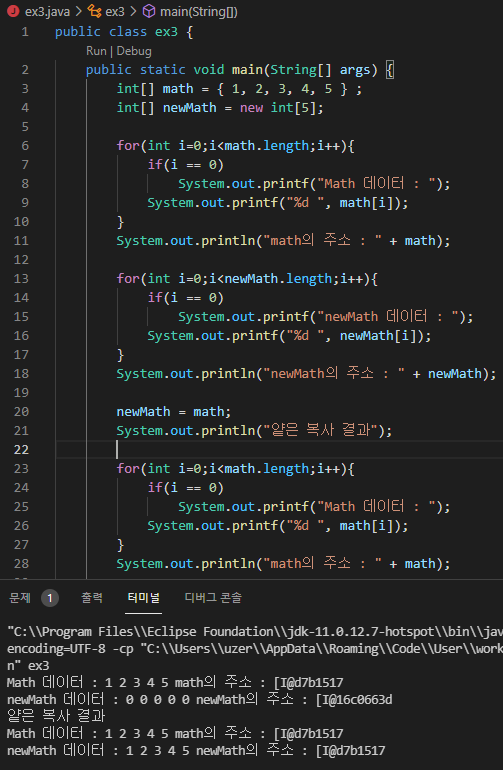 ex3.java > ex3 > main(String[])
1 public class ex3 {
Run | Debug
2 public static void main(String[] args) {
3 int[] math = { 1, 2, 3, 4, 5 } ;
4 int[] newMath = new int[5];
5
6 for(int i=0;i<math.length;i++){
7 if(i == 0)
8 System.out.printf("Math 데이터 : ");
9 System.out.printf("%d ", math[i]);
10 }
11 System.out.println("math의 주소 : " + math);
12
13 for(int i=0;i<newMath.length;i++){
14 if(i == 0)
15 System.out.printf("newMath 데이터 : ");
16 System.out.printf("%d ", newMath[i]);
17 }
18 System.out.println("newMath의 주소 : " + newMath);
19
20 newMath = math;
21 System.out.println("얕은 복사 결과");
22
23 for(int i=0;i<math.length;i++){
24 if(i == 0)
25 System.out.printf("Math 데이터 : ");
26 System.out.printf("%d ", math[i]);
27 }
28 System.out.println("math의 주소 : " + math);
문제 1 출력 터미널 디버그 콘솔
"C:\\Program Files\\Eclipse Foundation\\jdk-11.0.12.7-hotspot\\bin\\jav
encoding=UTF-8 -cp "C:\\Users\\uzer\\AppData\\Roaming\\Code\\User\\work
n" ex3
Math 데이터 : 1 2 3 4 5 math의 주소 : [I@d7b1517
newMath 데이터 : 0 0 0 0 0 newMath의 주소 : [I@16c0663d
얕은 복사 결과
Math 데이터 : 1 2 3 4 5 math의 주소 : [I@d7b1517
newMath 데이터 : 1 2 3 4 5 newMath의 주소 : [I@d7b1517